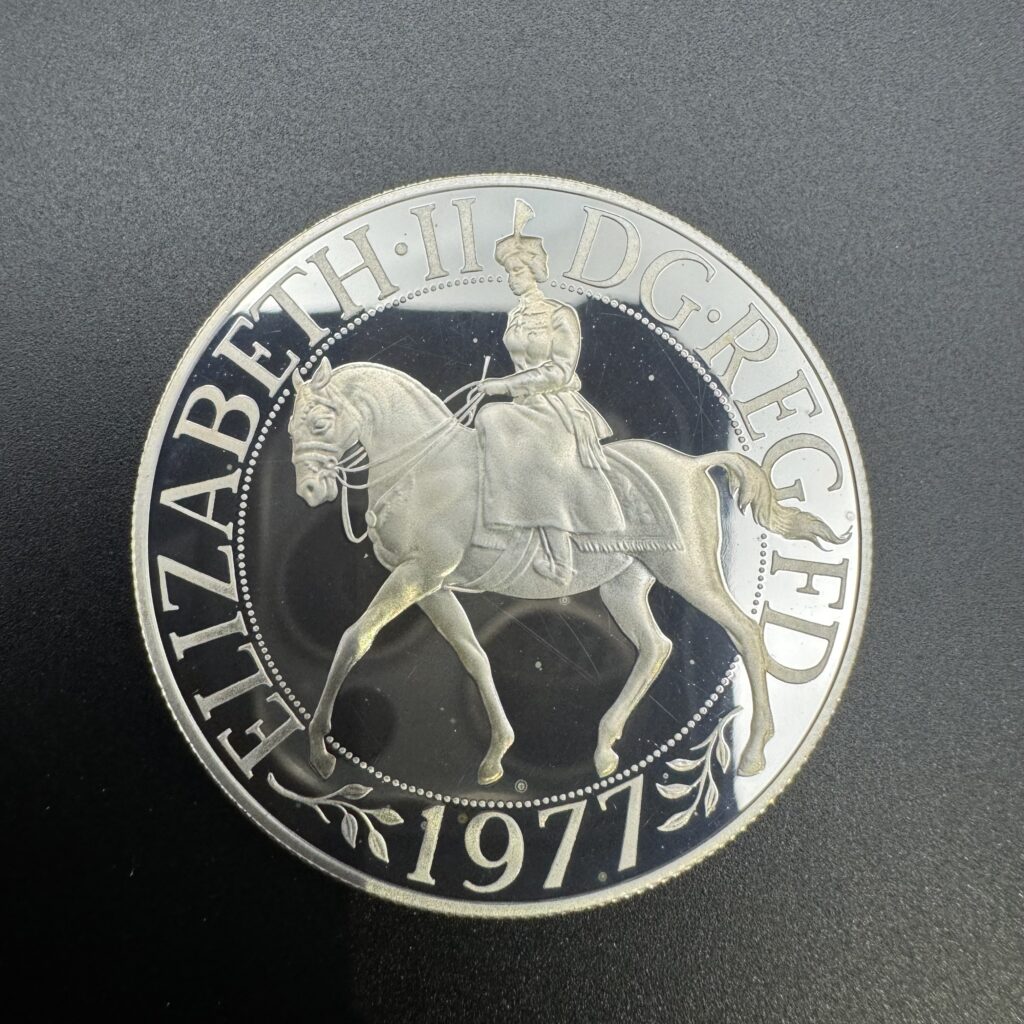 ELIZABETH·II DG·REG FD
1977